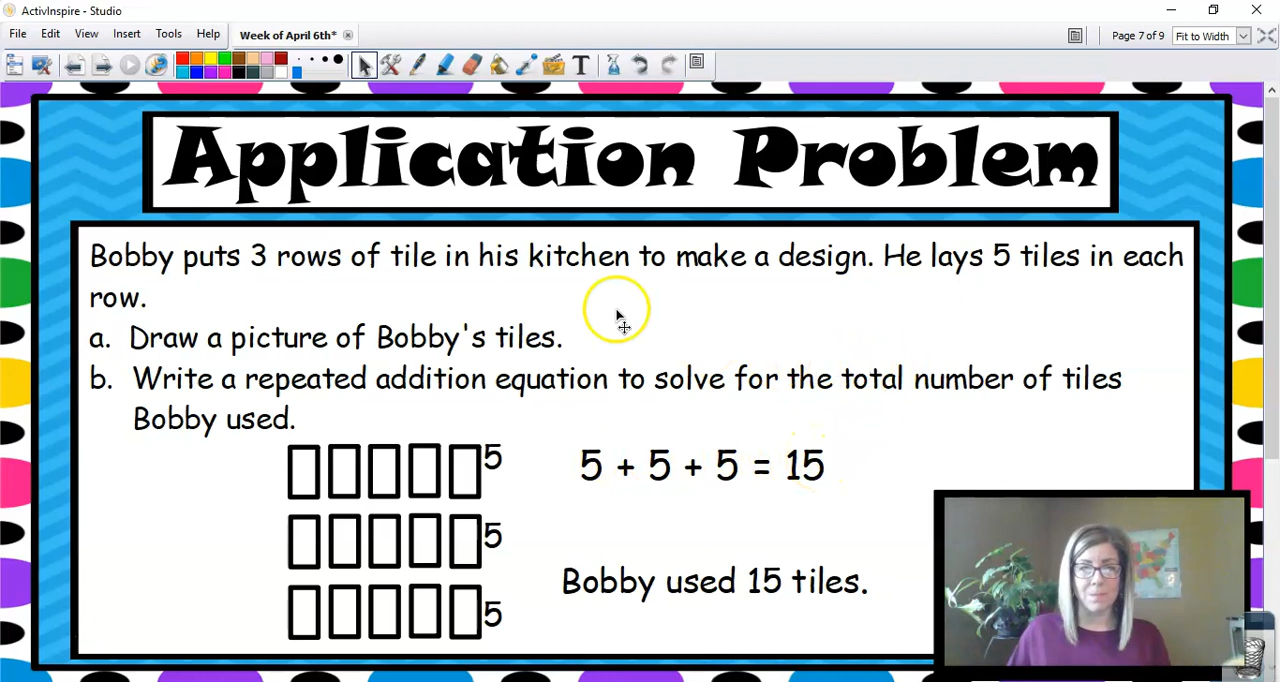 ActivInspire - Studio
File Edit View Insert Tools Help Week of April 6th* Page 7 of 9 Fit to Width
T
Application Problem
Bobby puts 3 rows of tile in his kitchen to make a design. He lays 5 tiles in each
row.
a. Draw a picture of Bobby's tiles.
b. Write a repeated addition equation to solve for the total number of tiles
Bobby used.
5
5 + 5 + 5 = 15
5
Bobby used 15 tiles.
5